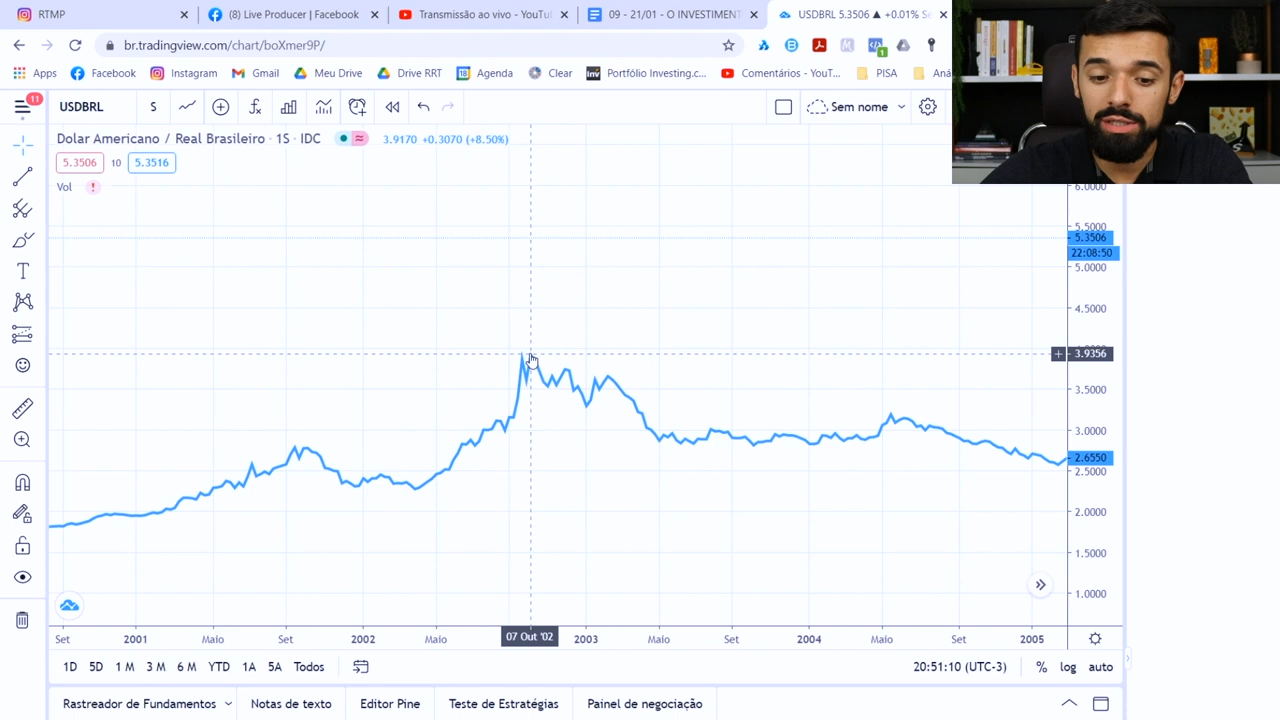 RTMP
(8) Live Producer | Facebook
Transmissão ao vivo - YouTu
09 - 21/01 - O INVESTIMENT
USDBRL 5.3506 ▲ +0.01% Se
br.tradingview.com/chart/boXmer9P/
1
Apps
Facebook
Instagram
Gmail
Meu Drive
Drive RRT
18
Agenda
Clear
Inv
Portfólio Investing.c...
Comentários - YouT...
PISA
Aná
11
USDBRL
S
Sem nome
Dolar Americano / Real Brasileiro · 1S · IDC
3.9170 +0.3070 (+8.50%)
5.3506
10
5.3516
Vol
!
6.0000
5.5000
5.3506
22:08:50
5.0000
4.5000
3.9356
3.5000
3.0000
2.6550
2.5000
2.0000
1.5000
1.0000
Set
2001
Maio
Set
2002
Maio
07 Out '02
2003
Maio
Set
2004
Maio
Set
2005
1D
5D
1 M
3 M
6 M
YTD
1A
5A
Todos
20:51:10 (UTC-3)
%
log
auto
Rastreador de Fundamentos
Notas de texto
Editor Pine
Teste de Estratégias
Painel de negociação